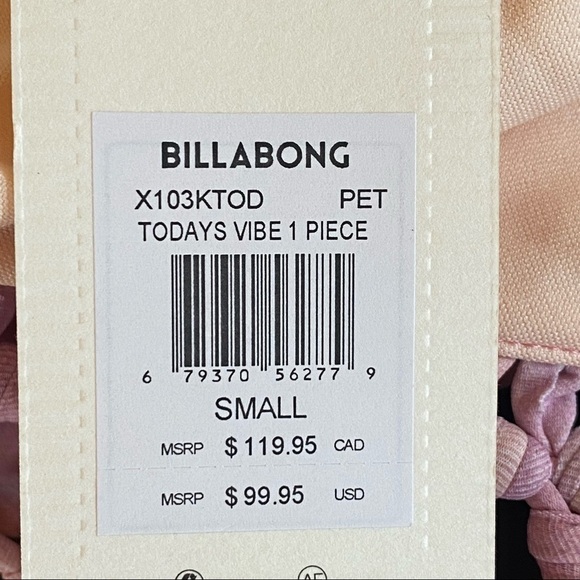 BILLABONG
X103KTOD PET
TODAYS VIBE 1 PIECE
6 79370 56277 9
SMALL
MSRP $ 119.95 CAD
MSRP $ 99.95 USD